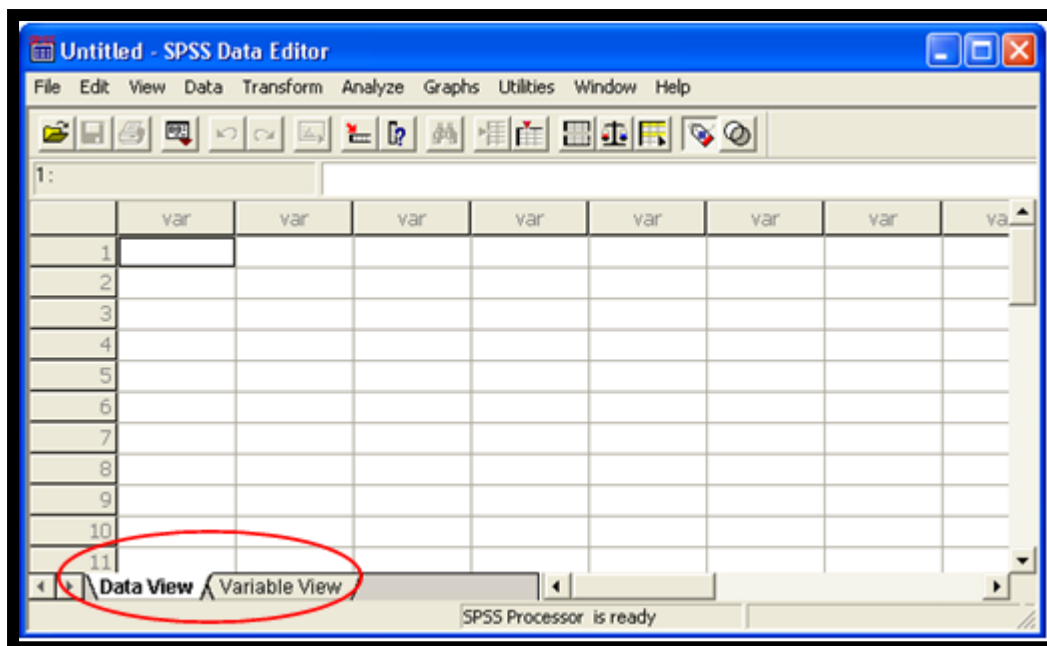 Untitled - SPSS Data Editor
File Edit View Data Transform Analyze Graphs Utilities Window Help
1:
var var var var var var var va
1
2
3
4
5
6
7
8
9
10
11
Data View Variable View
SPSS Processor is ready